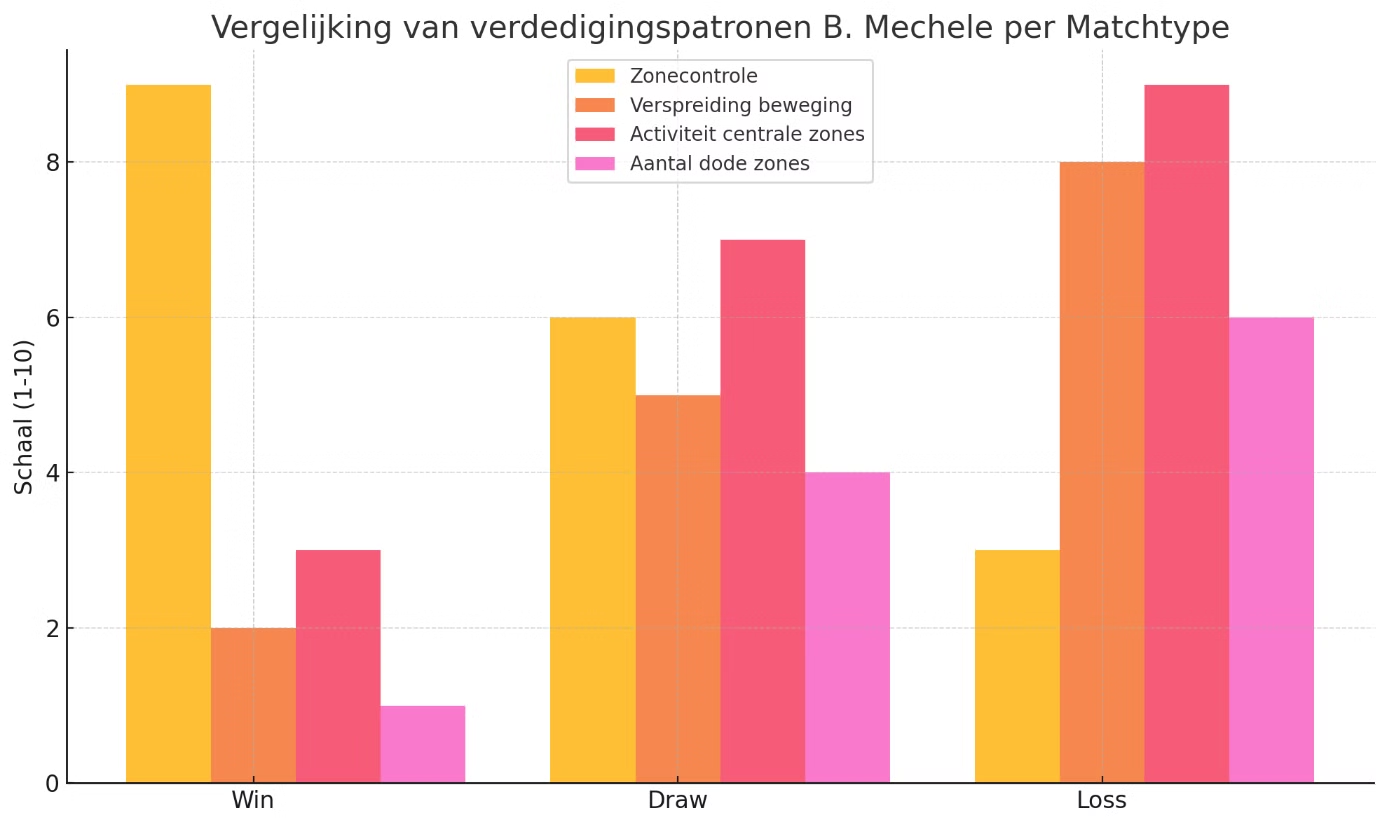 Vergelijking van verdedigingspatronen B. Mechele per Matchtype
Zonecontrole
Verspreiding beweging
Activiteit centrale zones
Aantal dode zones
Schaal (1-10)
8
6
4
2
0
Win
Draw
Loss